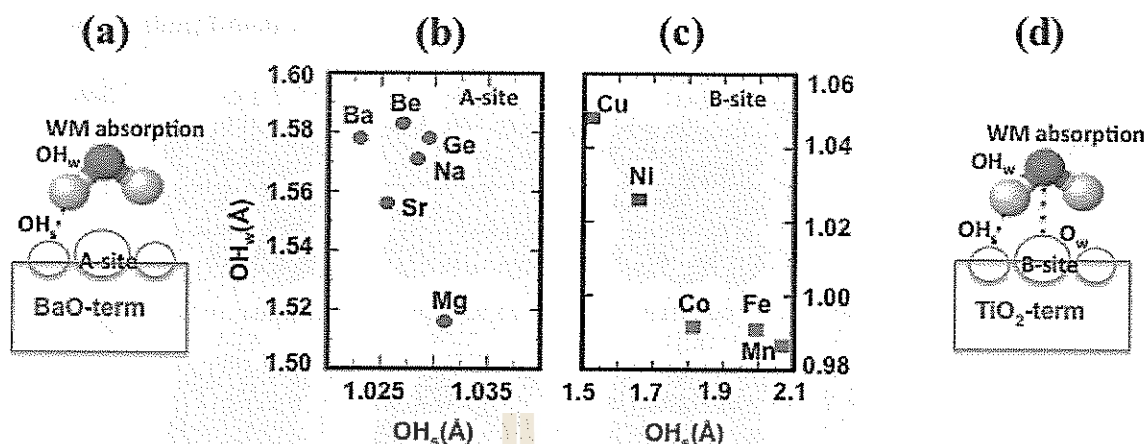 (a)
(b)
(c)
(d)
WM absorption
OHw
OHs
A-site
BaO-term
OHw(Å)
1.60
1.58
1.56
1.54
1.52
1.50
A-site
Ba
Be
Ge
Na
Sr
Mg
1.025
1.035
OHs(Å)
B-site
Cu
Ni
Co
Fe
Mn
1.06
1.04
1.02
1.00
0.98
1.5
1.7
1.9
2.1
OHs(Å)
WM absorption
OHw
OHs
Ow
B-site
TiO2-term